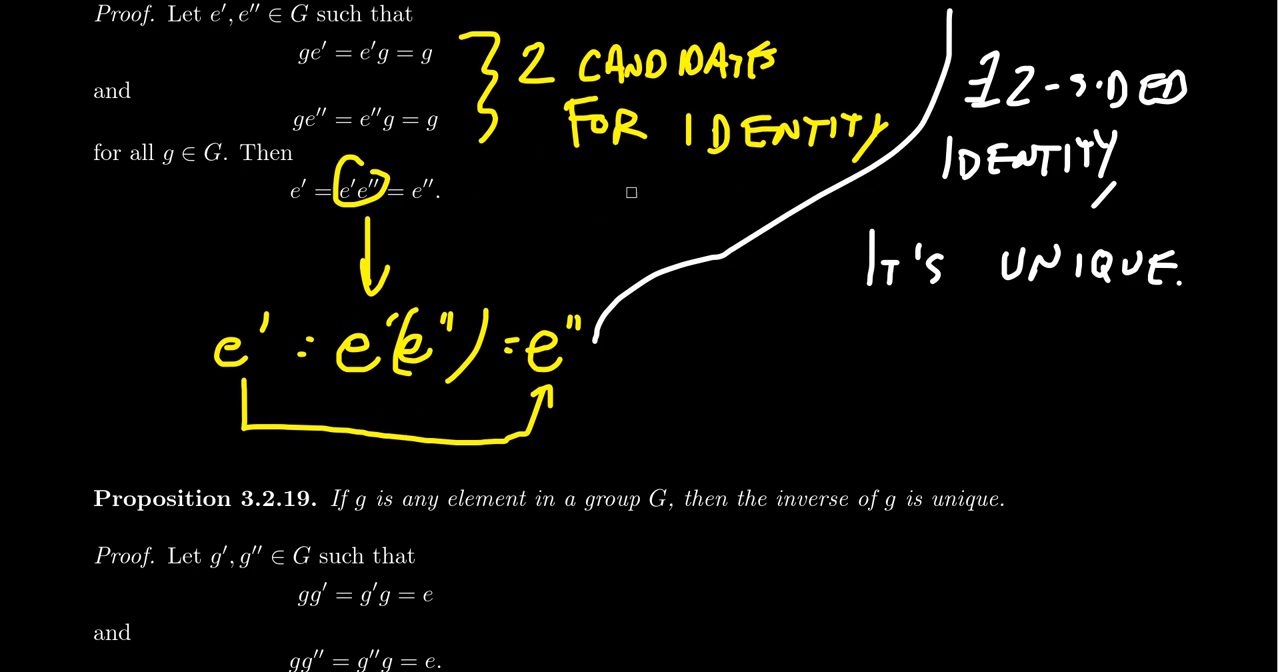 Proof. Let e′, e″ ∈ G such that
ge′ = e′g = g
and
ge″ = e″g = g
for all g ∈ G. Then
e′ = e′e″ = e″. □
2 CANDIDATES
FOR IDENTITY
2-SIDED
IDENTITY,
IT'S UNIQUE.
e′ = e′(e″) = e″
Proposition 3.2.19. If g is any element in a group G, then the inverse of g is unique.
Proof. Let g′, g″ ∈ G such that
gg′ = g′g = e
and
gg″ = g″g = e.